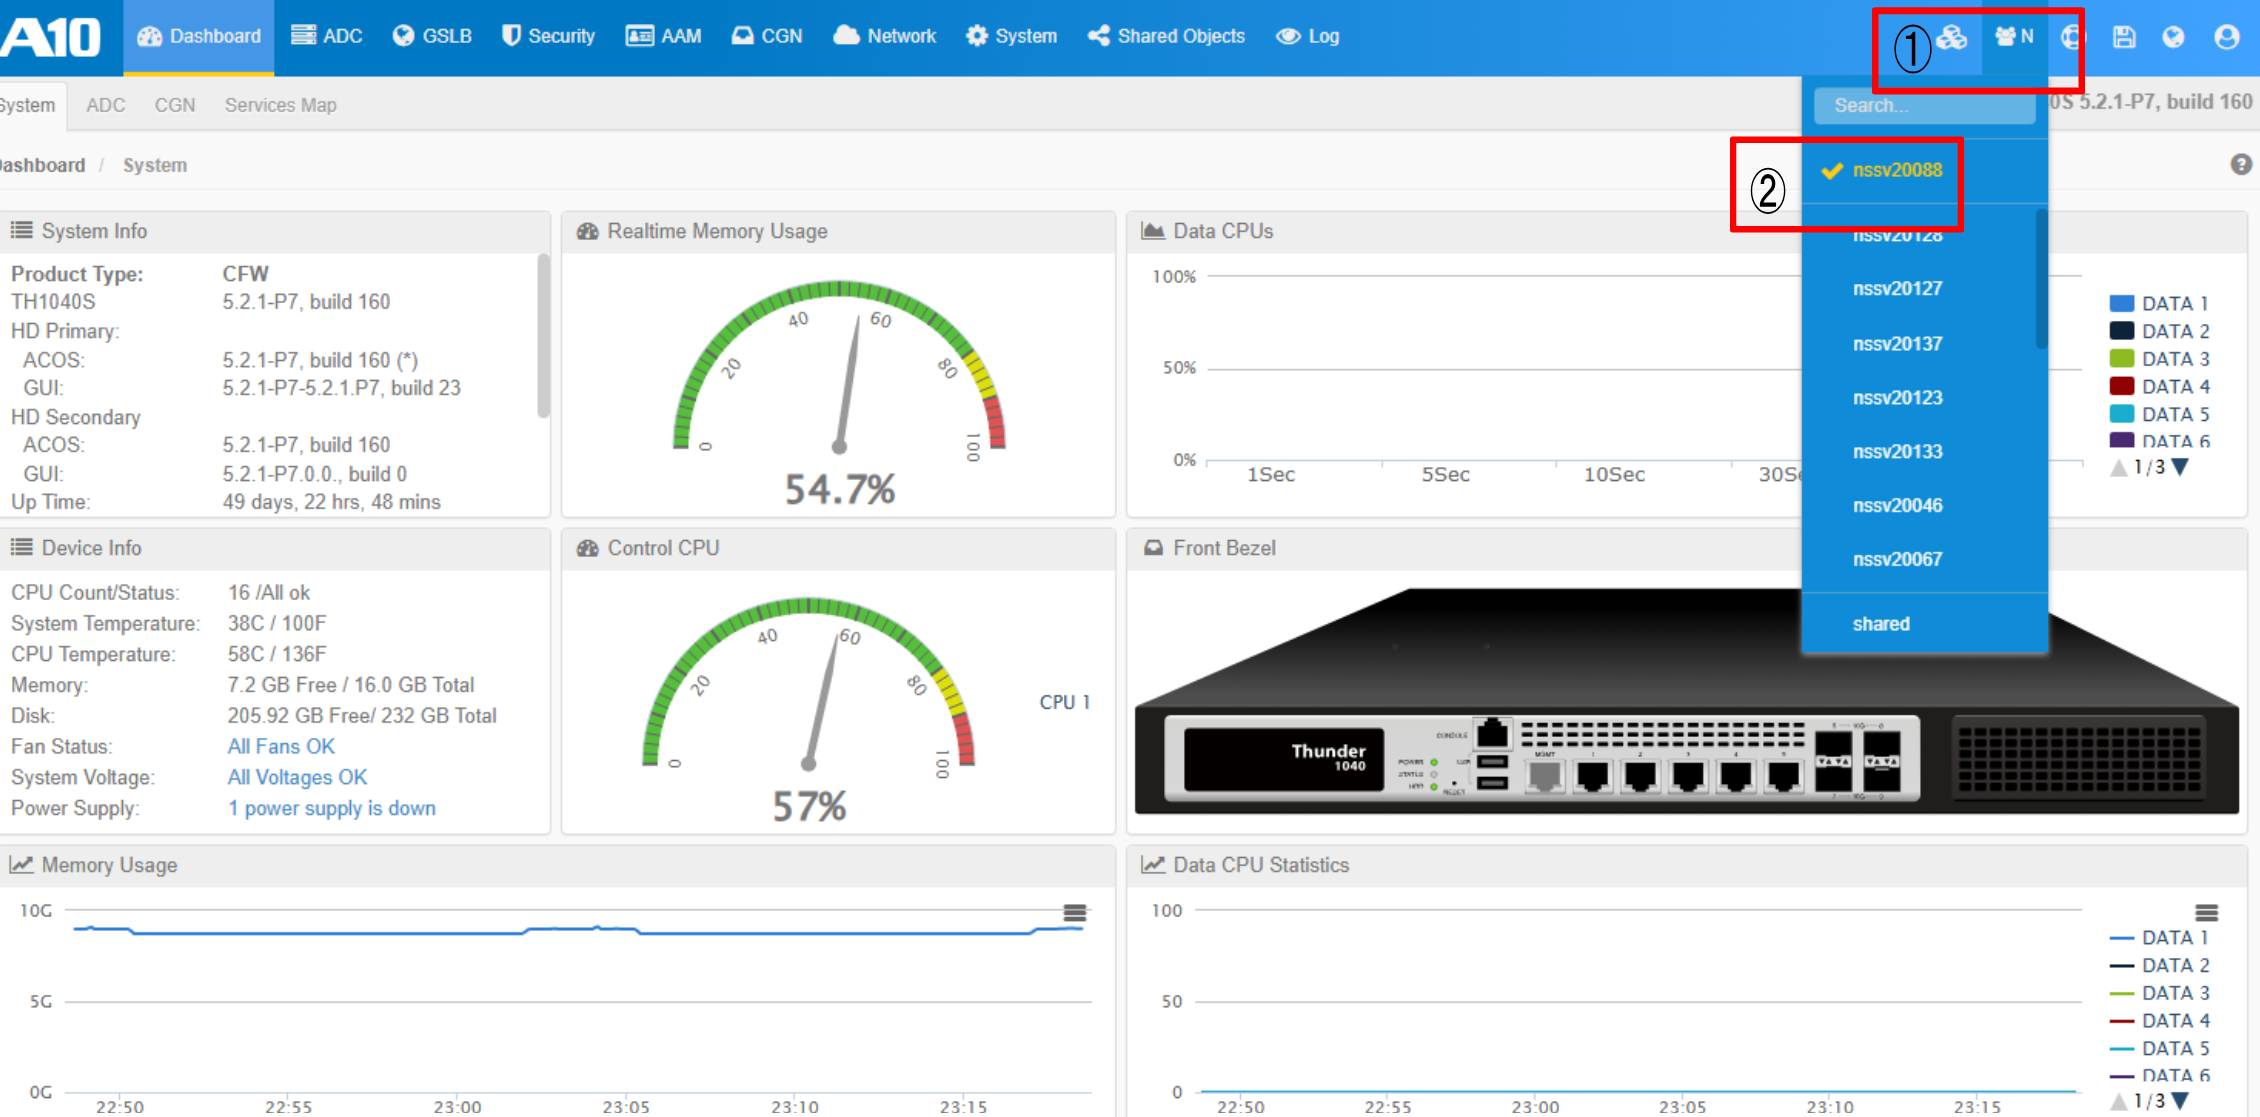 A10 Dashboard ADC GSLB Security AAM CGN Network System Shared Objects Log ① N
System ADC CGN Services Map
Search...
OS 5.2.1-P7, build 160
Dashboard / System
② nssv20088
nssv20128
nssv20127
nssv20137
nssv20123
nssv20133
nssv20046
nssv20067
shared
System Info
Product Type: CFW
TH1040S 5.2.1-P7, build 160
HD Primary:
ACOS: 5.2.1-P7, build 160 (*)
GUI: 5.2.1-P7-5.2.1.P7, build 23
HD Secondary
ACOS: 5.2.1-P7, build 160
GUI: 5.2.1-P7.0.0., build 0
Up Time: 49 days, 22 hrs, 48 mins
Realtime Memory Usage
0 20 40 60 80 100
54.7%
Data CPUs
100%
50%
0%
1Sec 5Sec 10Sec 30Se
DATA 1
DATA 2
DATA 3
DATA 4
DATA 5
DATA 6
1/3
Device Info
CPU Count/Status: 16 /All ok
System Temperature: 38C / 100F
CPU Temperature: 58C / 136F
Memory: 7.2 GB Free / 16.0 GB Total
Disk: 205.92 GB Free/ 232 GB Total
Fan Status: All Fans OK
System Voltage: All Voltages OK
Power Supply: 1 power supply is down
Control CPU
0 20 40 60 80 100
57%
CPU 1
Front Bezel
Thunder
1040
CONSOLE
POWER
STATUS
RESET
MGMT 1 2 3 4 5
Memory Usage
10G
5G
0G
22:50 22:55 23:00 23:05 23:10 23:15
Data CPU Statistics
100
50
0
22:50 22:55 23:00 23:05 23:10 23:15
DATA 1
DATA 2
DATA 3
DATA 4
DATA 5
DATA 6
1/3